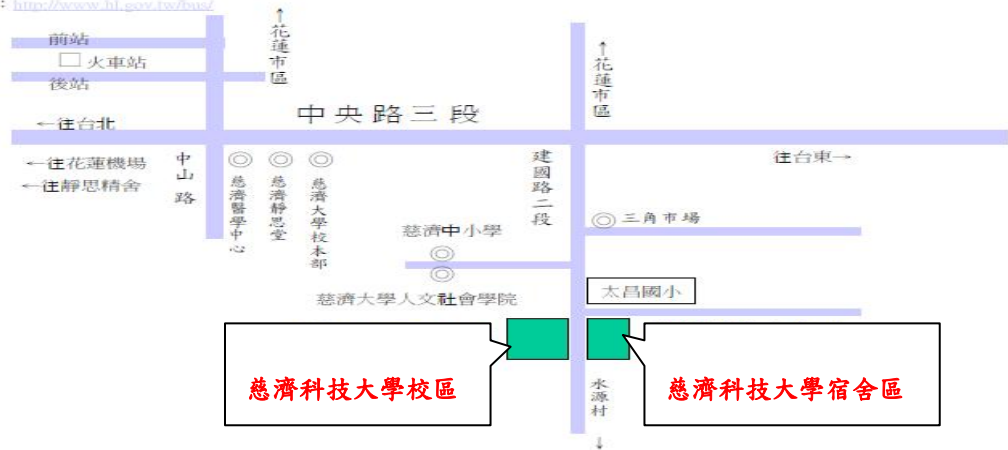 : http://www.hl.gov.tw/bus/
前站
□ 火車站
後站
↑花蓮市區
↑花蓮市區
中央路三段
←往台北
←往花蓮機場
←往靜思精舍
往台東→
中山路
◎慈濟醫學中心
◎慈濟靜思堂
◎慈濟大學校本部
建國路二段
◎三角市場
慈濟中小學
◎
◎
慈濟大學人文社會學院
太昌國小
慈濟科技大學校區
慈濟科技大學宿舍區
水源村↓